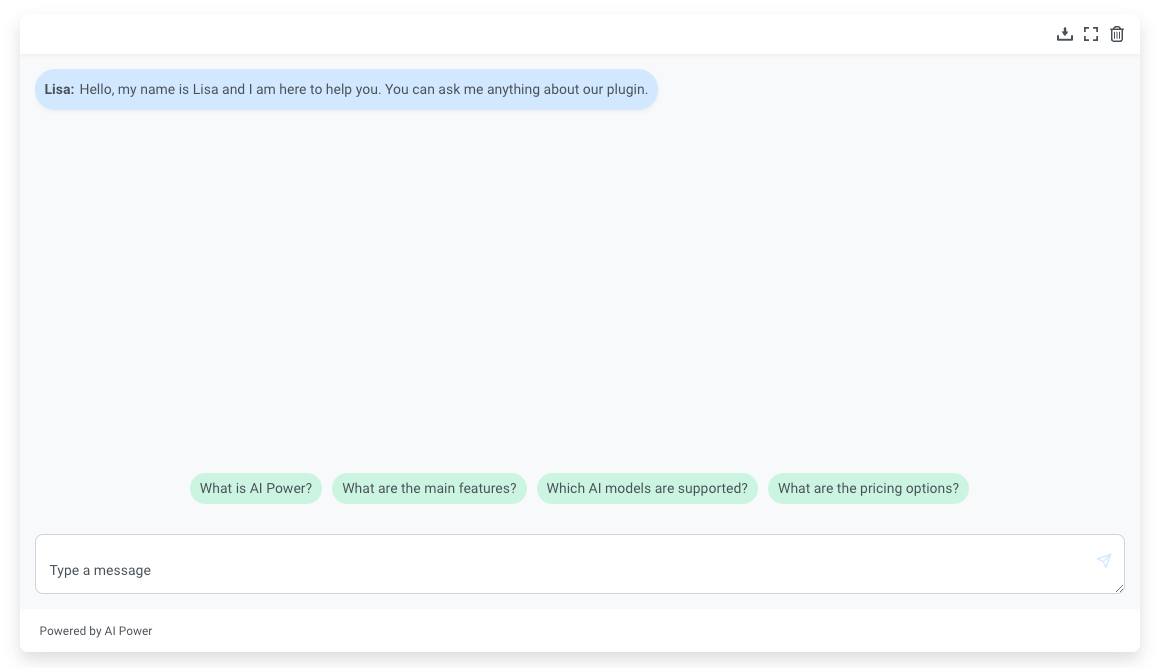 Lisa: Hello, my name is Lisa and I am here to help you. You can ask me anything about our plugin.
What is AI Power? What are the main features? Which AI models are supported? What are the pricing options?
Type a message
Powered by AI Power